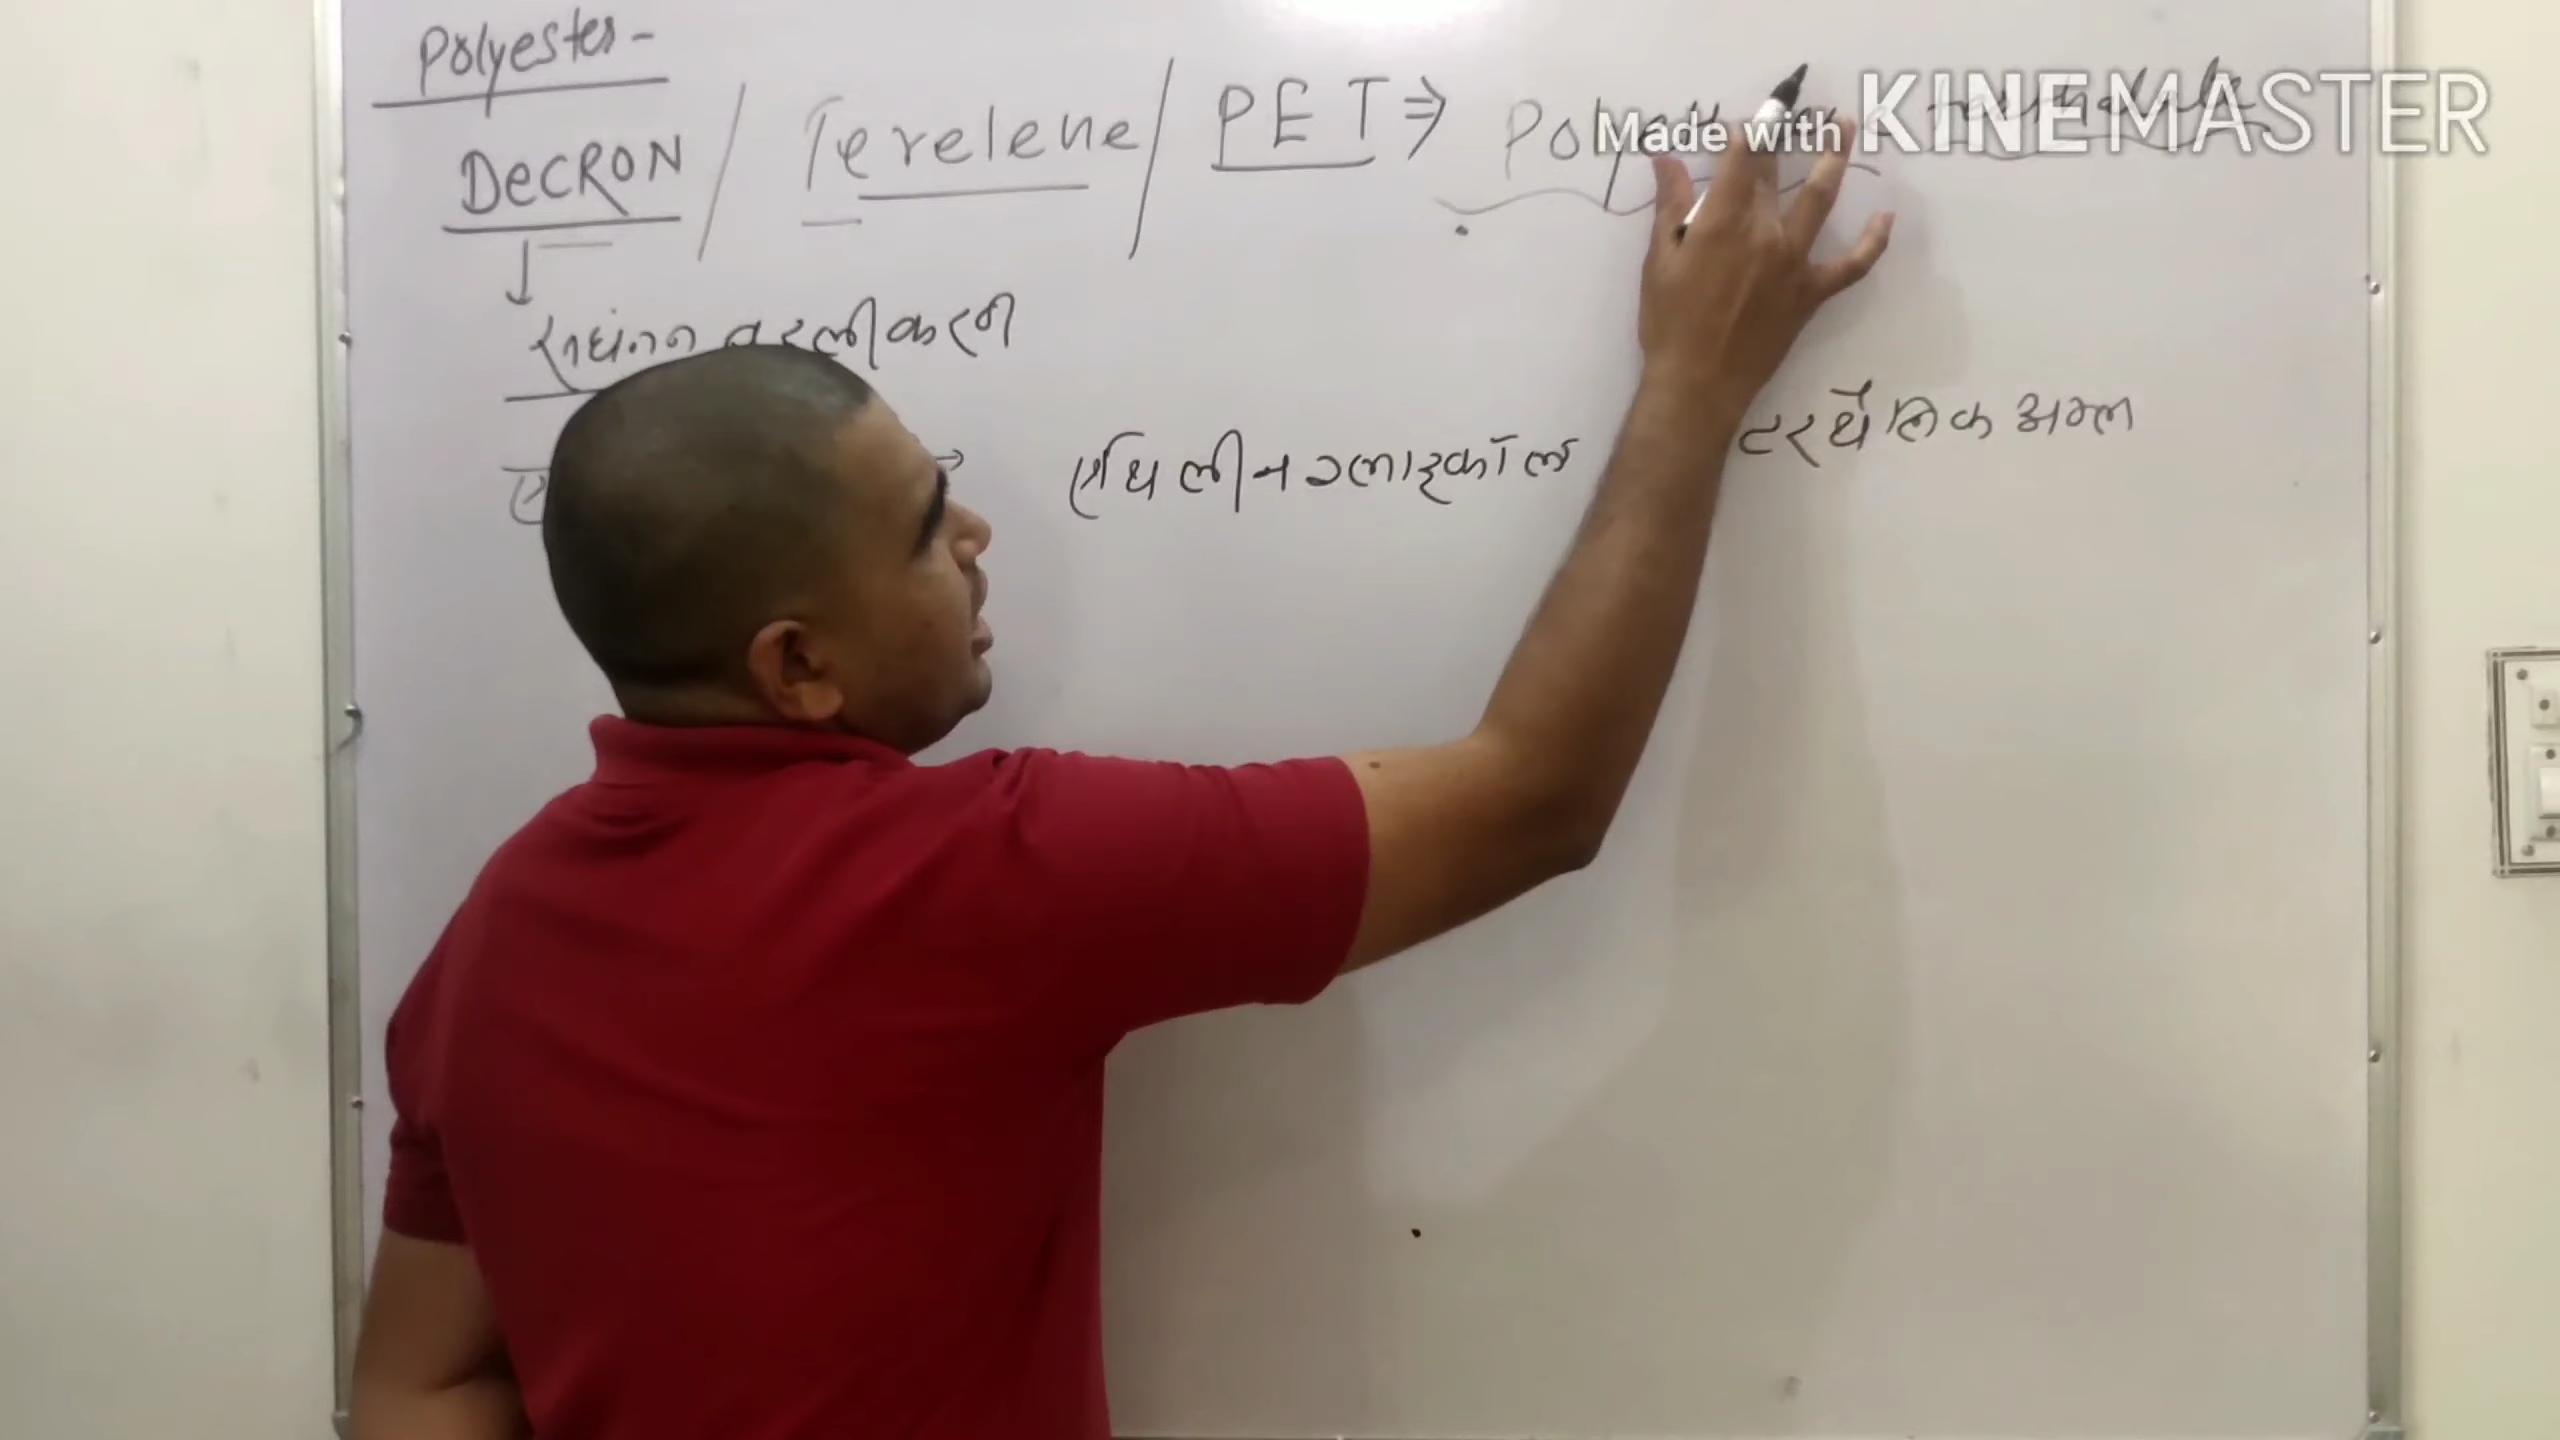 Polyester-
DeCRON / Terelene / PET ⇒
Made with KINEMASTER
↓
संघनन बहुलीकरण
→ एथिलीन ग्लाइकॉल टरथैलिक अम्ल